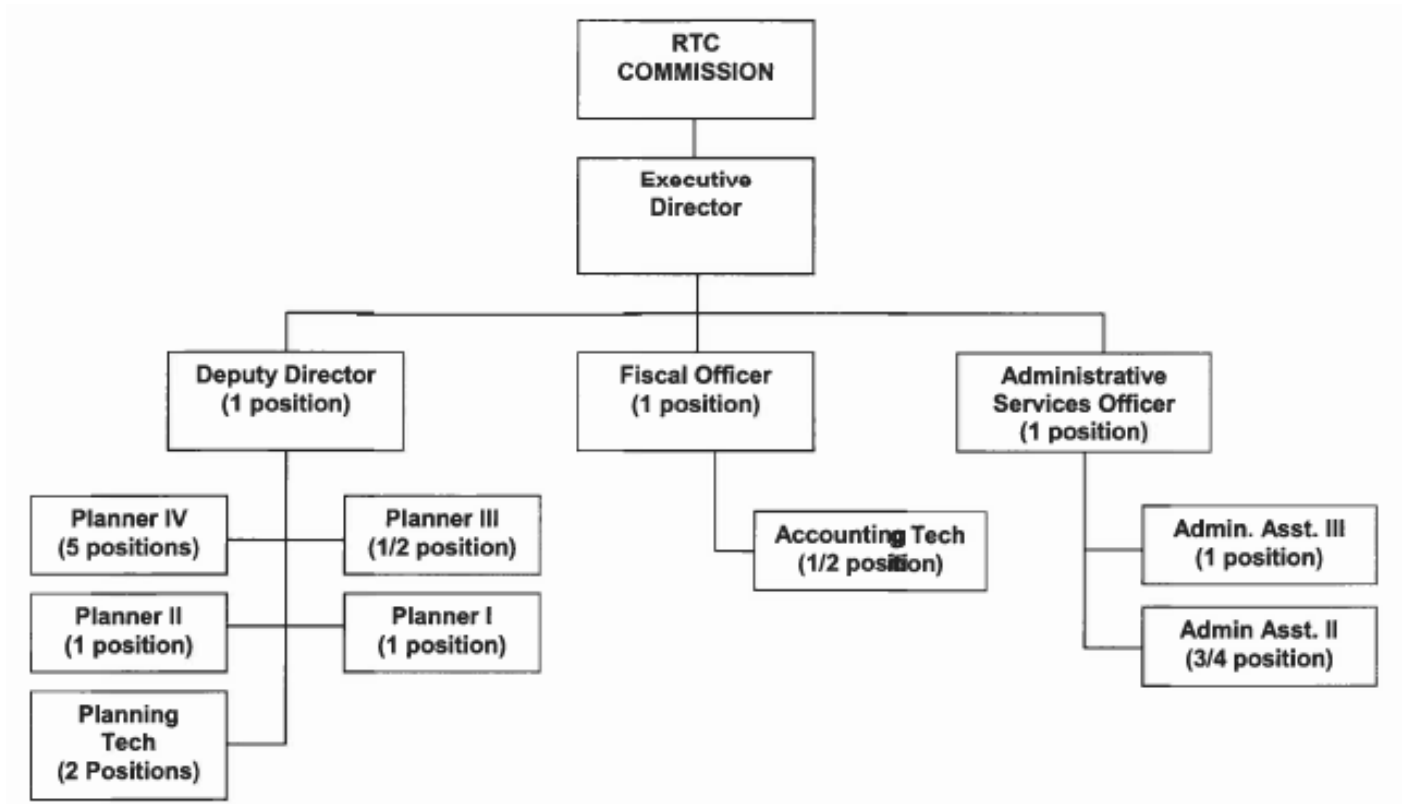 RTC
COMMISSION
Executive
Director
Deputy Director
(1 position)
Fiscal Officer
(1 position)
Administrative
Services Officer
(1 position)
Planner IV
(5 positions)
Planner III
(1/2 position)
Accounting Tech
(1/2 position)
Admin. Asst. III
(1 position)
Planner II
(1 position)
Planner I
(1 position)
Admin Asst. II
(3/4 position)
Planning
Tech
(2 Positions)